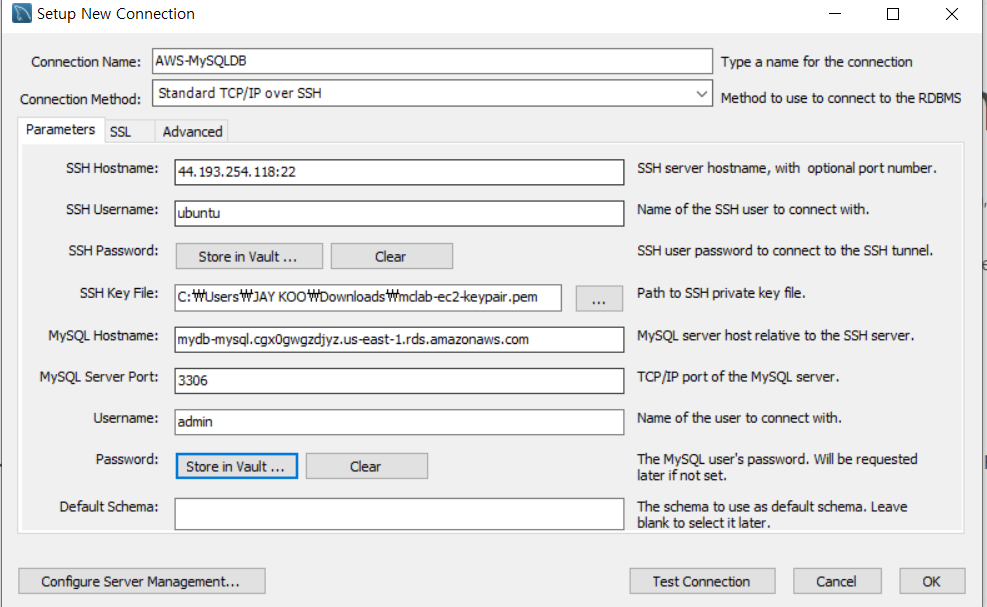 Setup New Connection
Connection Name: AWS-MySQLDB Type a name for the connection
Connection Method: Standard TCP/IP over SSH Method to use to connect to the RDBMS
Parameters SSL Advanced
SSH Hostname: 44.193.254.118:22 SSH server hostname, with optional port number.
SSH Username: ubuntu Name of the SSH user to connect with.
SSH Password: Store in Vault ... Clear SSH user password to connect to the SSH tunnel.
SSH Key File: C:₩Users₩JAY KOO₩Downloads₩mclab-ec2-keypair.pem ... Path to SSH private key file.
MySQL Hostname: mydb-mysql.cgx0gwgzdjyz.us-east-1.rds.amazonaws.com MySQL server host relative to the SSH server.
MySQL Server Port: 3306 TCP/IP port of the MySQL server.
Username: admin Name of the user to connect with.
Password: Store in Vault ... Clear The MySQL user's password. Will be requested
later if not set.
Default Schema: The schema to use as default schema. Leave
blank to select it later.
Configure Server Management... Test Connection Cancel OK